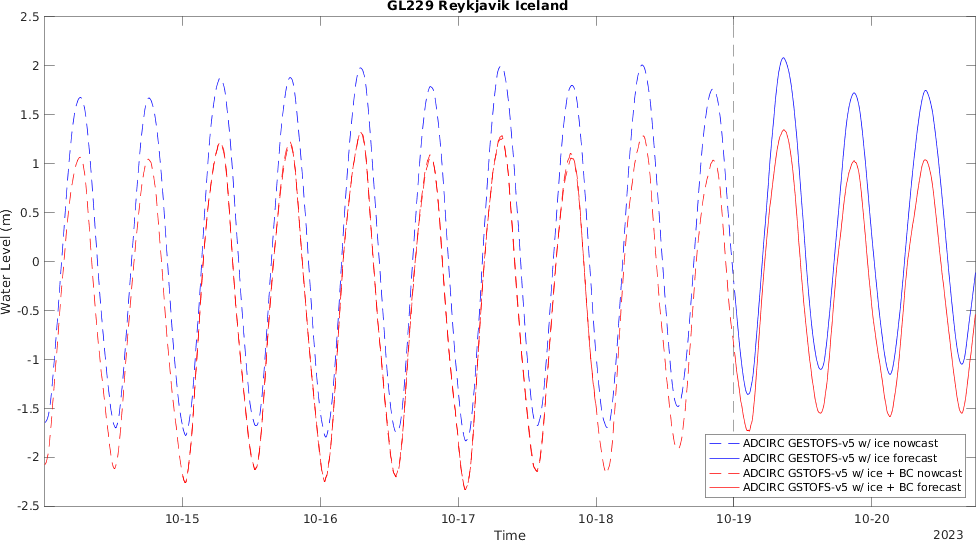 GL229 Reykjavik Iceland
Water Level (m)
2.5
2
1.5
1
0.5
0
-0.5
-1
-1.5
-2
-2.5
10-15
10-16
10-17
10-18
10-19
10-20
Time
2023
ADCIRC GESTOFS-v5 w/ ice nowcast
ADCIRC GESTOFS-v5 w/ ice forecast
ADCIRC GSTOFS-v5 w/ ice + BC nowcast
ADCIRC GSTOFS-v5 w/ ice + BC forecast